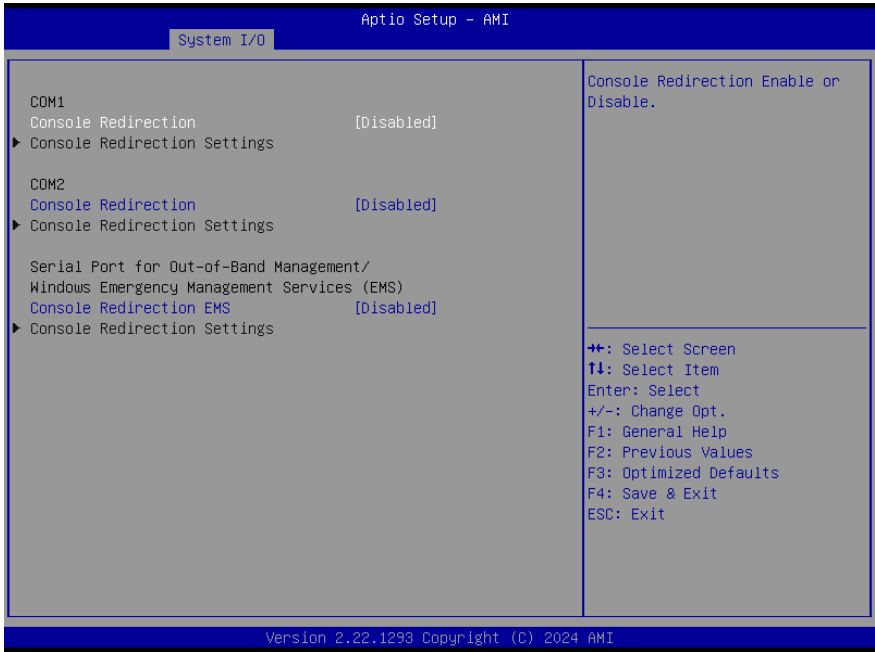 Aptio Setup – AMI
System I/O
COM1
Console Redirection [Disabled]
▶ Console Redirection Settings
COM2
Console Redirection [Disabled]
▶ Console Redirection Settings
Serial Port for Out-of-Band Management/
Windows Emergency Management Services (EMS)
Console Redirection EMS [Disabled]
▶ Console Redirection Settings
Console Redirection Enable or
Disable.
→←: Select Screen
↑↓: Select Item
Enter: Select
+/-: Change Opt.
F1: General Help
F2: Previous Values
F3: Optimized Defaults
F4: Save & Exit
ESC: Exit
Version 2.22.1293 Copyright (C) 2024 AMI